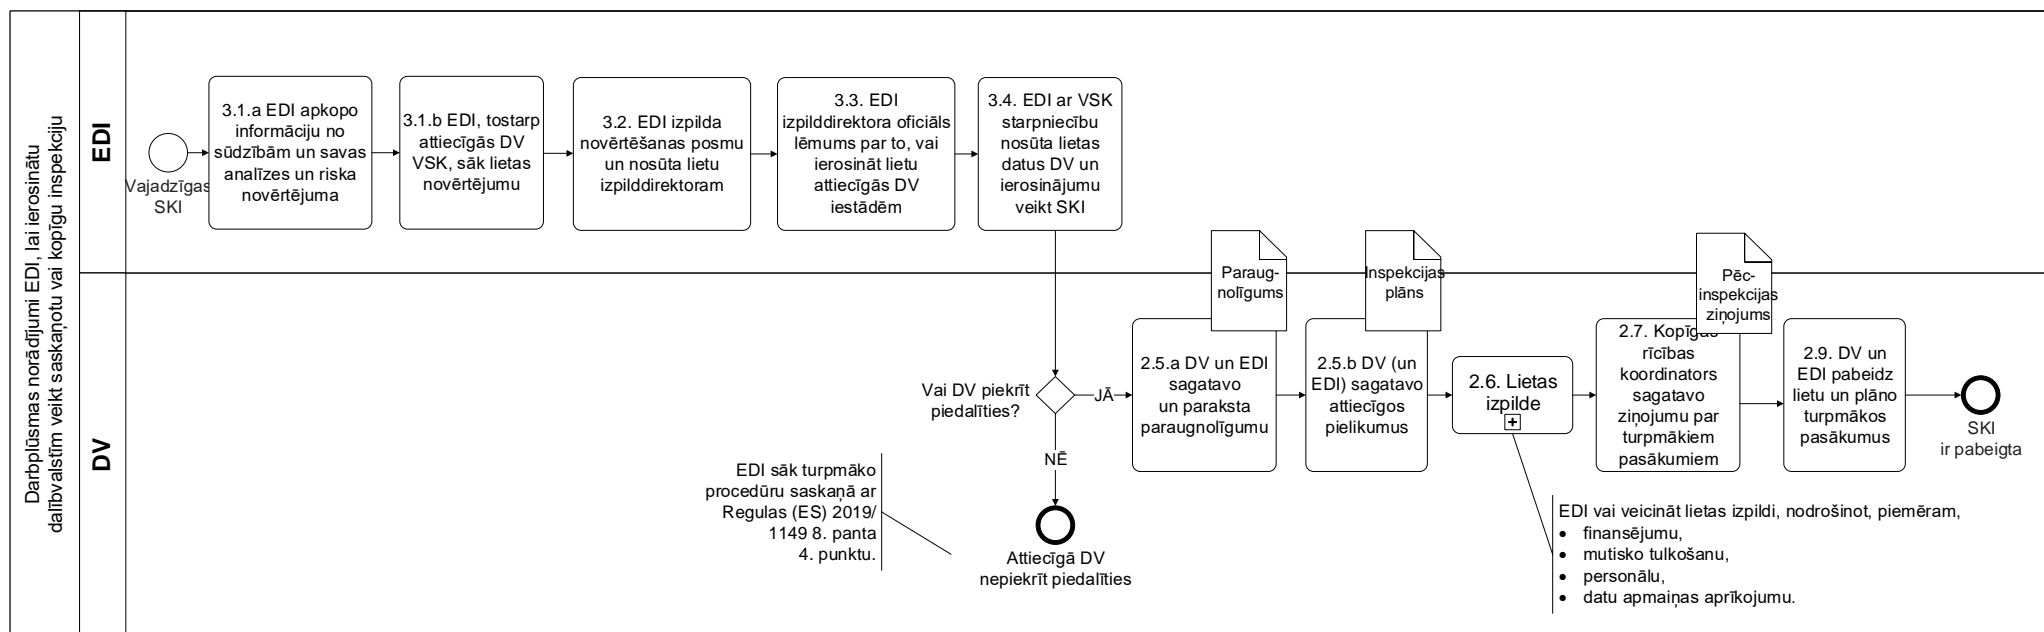 Darbplūsmas norādījumi EDI, lai ierosinātu
dalībvalstīm veikt saskaņotu vai kopīgu inspekciju
EDI
Vajadzīgas
SKI
3.1.a EDI apkopo
informāciju no
sūdzībām un savas
analīzes un riska
novērtējuma
3.1.b EDI, tostarp
attiecīgās DV
VSK, sāk lietas
novērtējumu
3.2. EDI izpilda
novērtēšanas posmu
un nosūta lietu
izpilddirektoram
3.3. EDI
izpilddirektora oficiāls
lēmums par to, vai
ierosināt lietu
attiecīgās DV
iestādēm
3.4. EDI ar VSK
starpniecību
nosūta lietas
datus DV un
ierosinājumu
veikt SKI
DV
Vai DV piekrīt
piedalīties?
JĀ
NĒ
EDI sāk turpmāko
procedūru saskaņā ar
Regulas (ES) 2019/
1149 8. panta
4. punktu.
Attiecīgā DV
nepiekrīt piedalīties
Paraug-
nolīgums
2.5.a DV un EDI
sagatavo
un paraksta
paraugnolīgumu
Inspekcijas
plāns
2.5.b DV (un
EDI) sagatavo
attiecīgos
pielikumus
2.6. Lietas
izpilde
EDI vai veicināt lietas izpildi, nodrošinot, piemēram,
• finansējumu,
• mutisko tulkošanu,
• personālu,
• datu apmaiņas aprīkojumu.
Pēc-
inspekcijas
ziņojums
2.7. Kopīgas
rīcības
koordinators
sagatavo
ziņojumu par
turpmākiem
pasākumiem
2.9. DV un
EDI pabeidz
lietu un plāno
turpmākos
pasākumus
SKI
ir pabeigta